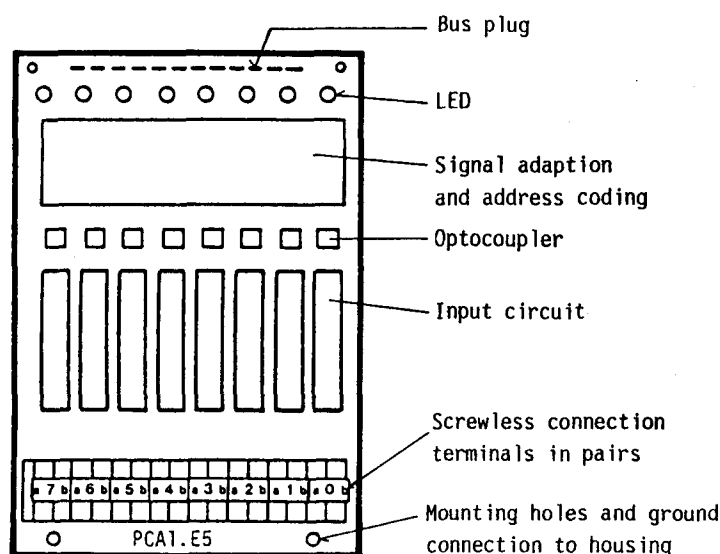 Bus plug
LED
Signal adaption
and address coding
Optocoupler
Input circuit
Screwless connection
terminals in pairs
a 7 b a 6 b a 5 b a 4 b a 3 b a 2 b a 1 b a 0 b
Mounting holes and ground
connection to housing
PCA1.E5